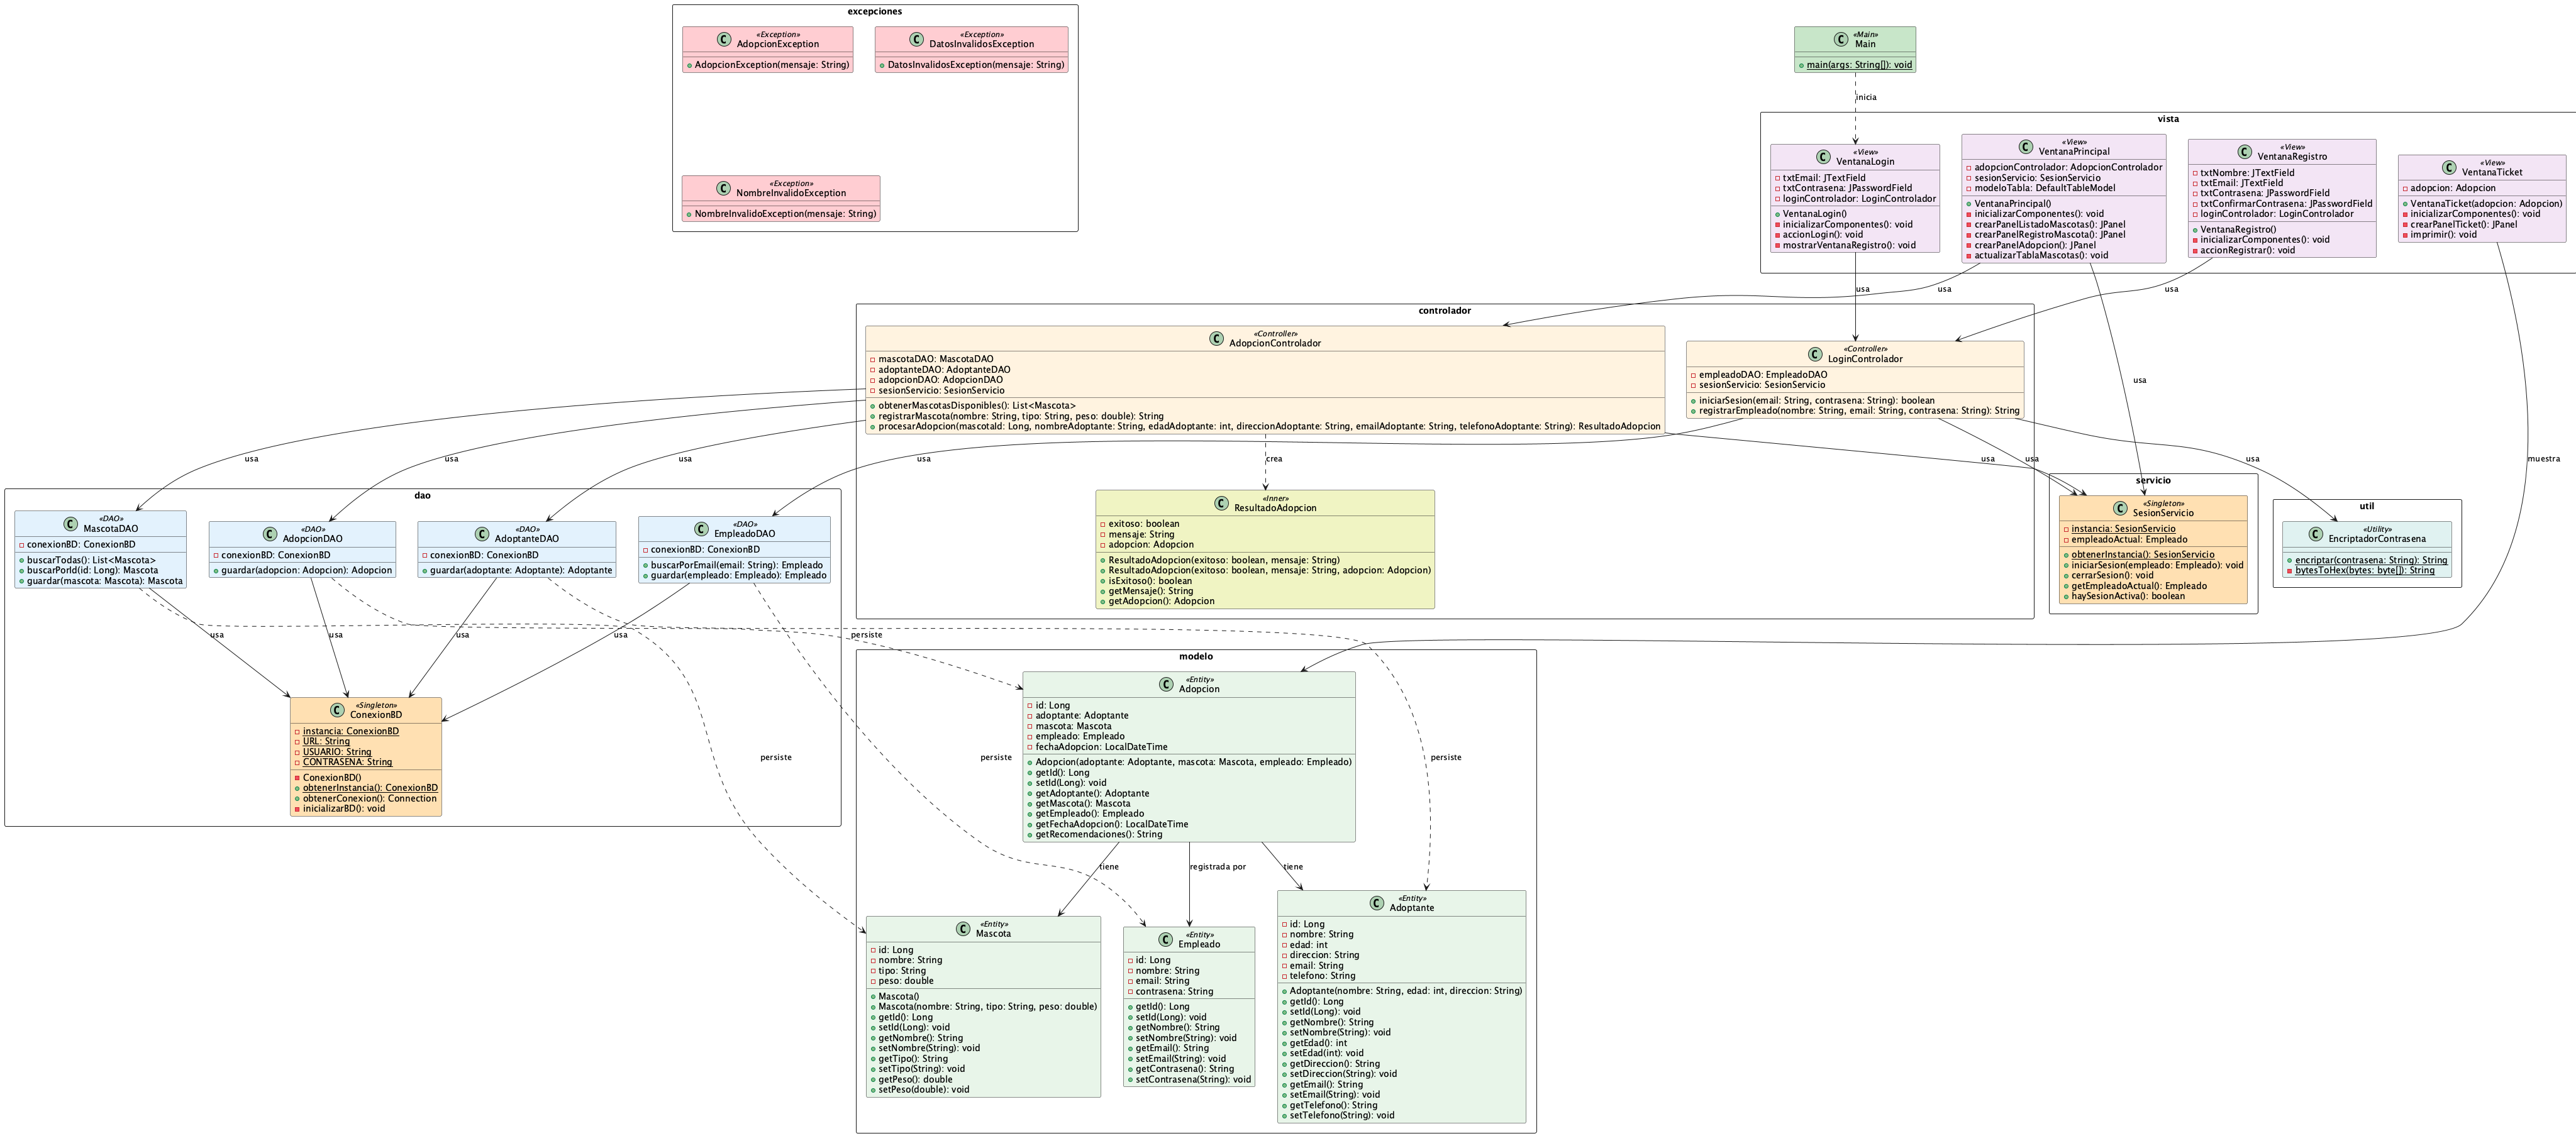 excepciones
«Exception»
AdopcionException
AdopcionException(mensaje: String)
«Exception»
DatosInvalidosException
DatosInvalidosException(mensaje: String)
«Exception»
NombreInvalidoException
NombreInvalidoException(mensaje: String)
«Main»
Main
main(args: String[]): void
inicia
vista
«View»
VentanaLogin
txtEmail: JTextField
txtContrasena: JPasswordField
loginControlador: LoginControlador
VentanaLogin()
inicializarComponentes(): void
accionLogin(): void
mostrarVentanaRegistro(): void
«View»
VentanaPrincipal
adopcionControlador: AdopcionControlador
sesionServicio: SesionServicio
modeloTabla: DefaultTableModel
VentanaPrincipal()
inicializarComponentes(): void
crearPanelListadoMascotas(): JPanel
crearPanelRegistroMascota(): JPanel
crearPanelAdopcion(): JPanel
actualizarTablaMascotas(): void
«View»
VentanaRegistro
txtNombre: JTextField
txtEmail: JTextField
txtContrasena: JPasswordField
txtConfirmarContrasena: JPasswordField
loginControlador: LoginControlador
VentanaRegistro()
inicializarComponentes(): void
accionRegistrar(): void
«View»
VentanaTicket
adopcion: Adopcion
VentanaTicket(adopcion: Adopcion)
inicializarComponentes(): void
crearPanelTicket(): JPanel
imprimir(): void
usa
usa
usa
usa
muestra
controlador
«Controller»
AdopcionControlador
mascotaDAO: MascotaDAO
adoptanteDAO: AdoptanteDAO
adopcionDAO: AdopcionDAO
sesionServicio: SesionServicio
obtenerMascotasDisponibles(): List<Mascota>
registrarMascota(nombre: String, tipo: String, peso: double): String
procesarAdopcion(mascotaId: Long, nombreAdoptante: String, edadAdoptante: int, direccionAdoptante: String, emailAdoptante: String, telefonoAdoptante: String): ResultadoAdopcion
«Controller»
LoginControlador
empleadoDAO: EmpleadoDAO
sesionServicio: SesionServicio
iniciarSesion(email: String, contrasena: String): boolean
registrarEmpleado(nombre: String, email: String, contrasena: String): String
usa
usa
usa
usa
crea
usa
usa
usa
«Inner»
ResultadoAdopcion
exitoso: boolean
mensaje: String
adopcion: Adopcion
ResultadoAdopcion(exitoso: boolean, mensaje: String)
ResultadoAdopcion(exitoso: boolean, mensaje: String, adopcion: Adopcion)
isExitoso(): boolean
getMensaje(): String
getAdopcion(): Adopcion
servicio
«Singleton»
SesionServicio
instancia: SesionServicio
empleadoActual: Empleado
obtenerInstancia(): SesionServicio
iniciarSesion(empleado: Empleado): void
cerrarSesion(): void
getEmpleadoActual(): Empleado
haySesionActiva(): boolean
util
«Utility»
EncriptadorContrasena
encriptar(contrasena: String): String
bytesToHex(bytes: byte[]): String
dao
«DAO»
MascotaDAO
conexionBD: ConexionBD
buscarTodas(): List<Mascota>
buscarPorId(id: Long): Mascota
guardar(mascota: Mascota): Mascota
«DAO»
AdopcionDAO
conexionBD: ConexionBD
guardar(adopcion: Adopcion): Adopcion
«DAO»
AdoptanteDAO
conexionBD: ConexionBD
guardar(adoptante: Adoptante): Adoptante
«DAO»
EmpleadoDAO
conexionBD: ConexionBD
buscarPorEmail(email: String): Empleado
guardar(empleado: Empleado): Empleado
usa
usa
usa
usa
persiste
persiste
persiste
persiste
«Singleton»
ConexionBD
instancia: ConexionBD
URL: String
USUARIO: String
CONTRASENA: String
ConexionBD()
obtenerInstancia(): ConexionBD
obtenerConexion(): Connection
inicializarBD(): void
modelo
«Entity»
Adopcion
id: Long
adoptante: Adoptante
mascota: Mascota
empleado: Empleado
fechaAdopcion: LocalDateTime
Adopcion(adoptante: Adoptante, mascota: Mascota, empleado: Empleado)
getId(): Long
setId(Long): void
getAdoptante(): Adoptante
getMascota(): Mascota
getEmpleado(): Empleado
getFechaAdopcion(): LocalDateTime
getRecomendaciones(): String
tiene
registrada por
tiene
«Entity»
Mascota
id: Long
nombre: String
tipo: String
peso: double
Mascota()
Mascota(nombre: String, tipo: String, peso: double)
getId(): Long
setId(Long): void
getNombre(): String
setNombre(String): void
getTipo(): String
setTipo(String): void
getPeso(): double
setPeso(double): void
«Entity»
Empleado
id: Long
nombre: String
email: String
contrasena: String
getId(): Long
setId(Long): void
getNombre(): String
setNombre(String): void
getEmail(): String
setEmail(String): void
getContrasena(): String
setContrasena(String): void
«Entity»
Adoptante
id: Long
nombre: String
edad: int
direccion: String
email: String
telefono: String
Adoptante(nombre: String, edad: int, direccion: String)
getId(): Long
setId(Long): void
getNombre(): String
setNombre(String): void
getEdad(): int
setEdad(int): void
getDireccion(): String
setDireccion(String): void
getEmail(): String
setEmail(String): void
getTelefono(): String
setTelefono(String): void